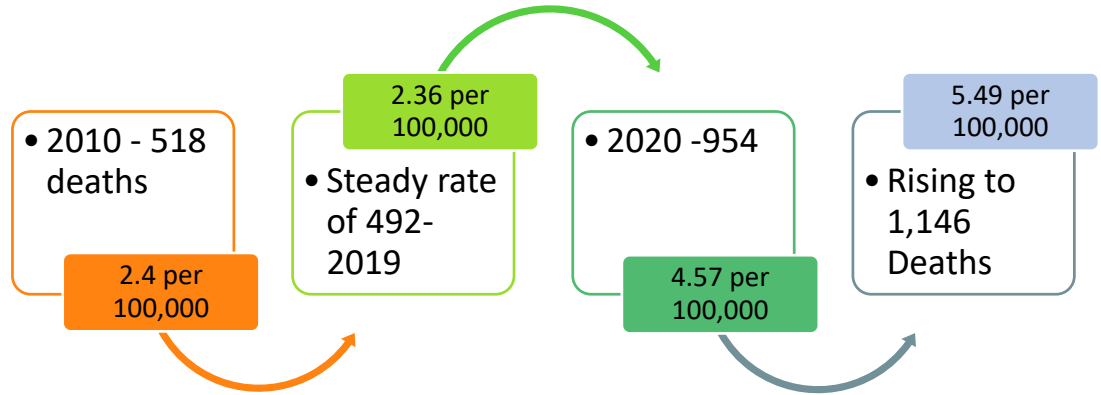 • 2010 - 518
deaths
2.4 per
100,000
2.36 per
100,000
• Steady rate
of 492-
2019
• 2020 -954
4.57 per
100,000
5.49 per
100,000
• Rising to
1,146
Deaths